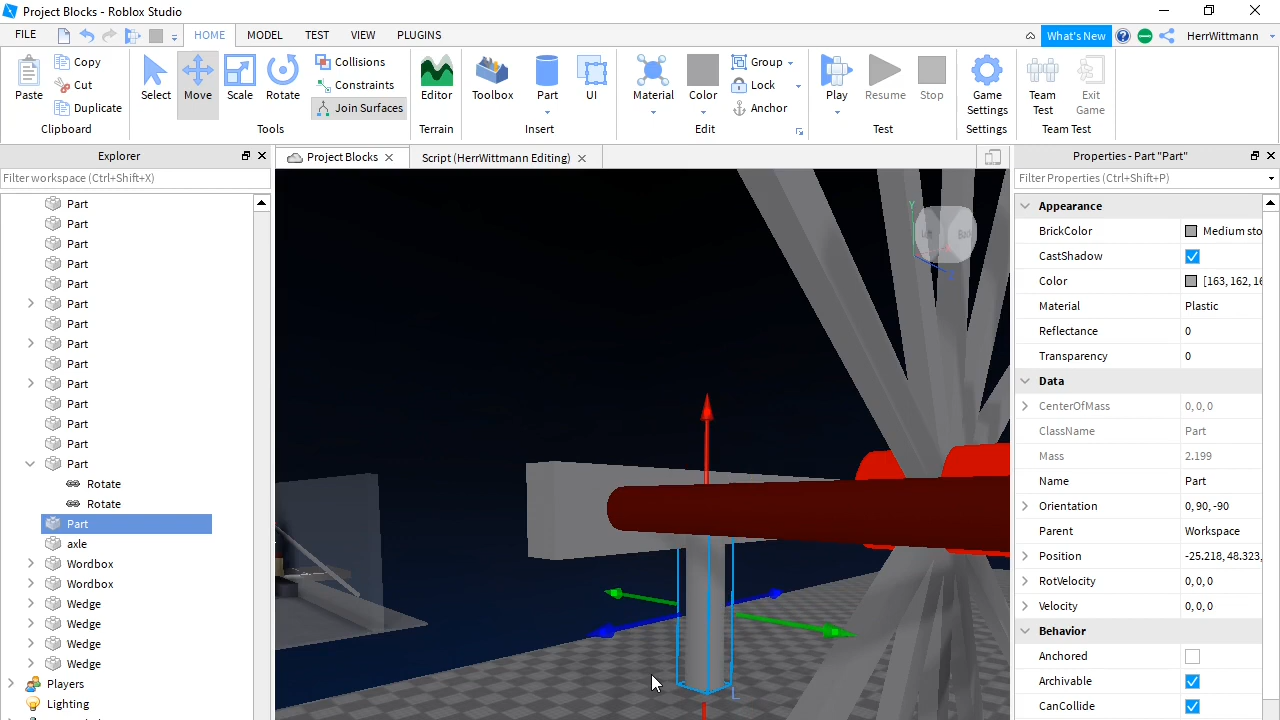 Project Blocks - Roblox Studio
FILE HOME MODEL TEST VIEW PLUGINS What's New HerrWittmann
Paste Copy Cut Duplicate
Select Move Scale Rotate Collisions Constraints Join Surfaces
Editor Toolbox Part UI
Material Color Group Lock Anchor
Play Resume Stop
Game Settings
Team Test Exit Game
Clipboard Tools Terrain Insert Edit Test Settings Team Test
Explorer
Filter workspace (Ctrl+Shift+X)
Part
Part
Part
Part
Part
Part
Part
Part
Part
Part
Part
Part
Part
Part
Rotate
Rotate
Part
axle
Wordbox
Wordbox
Wedge
Wedge
Wedge
Wedge
Players
Lighting
Project Blocks Script (HerrWittmann Editing)
Y
Left Back
Properties - Part "Part"
Filter Properties (Ctrl+Shift+P)
Appearance
BrickColor Medium sto
CastShadow
Color [163, 162, 16
Material Plastic
Reflectance 0
Transparency 0
Data
CenterOfMass 0, 0, 0
ClassName Part
Mass 2.199
Name Part
Orientation 0, 90, -90
Parent Workspace
Position -25.218, 48.323,
RotVelocity 0, 0, 0
Velocity 0, 0, 0
Behavior
Anchored
Archivable
CanCollide